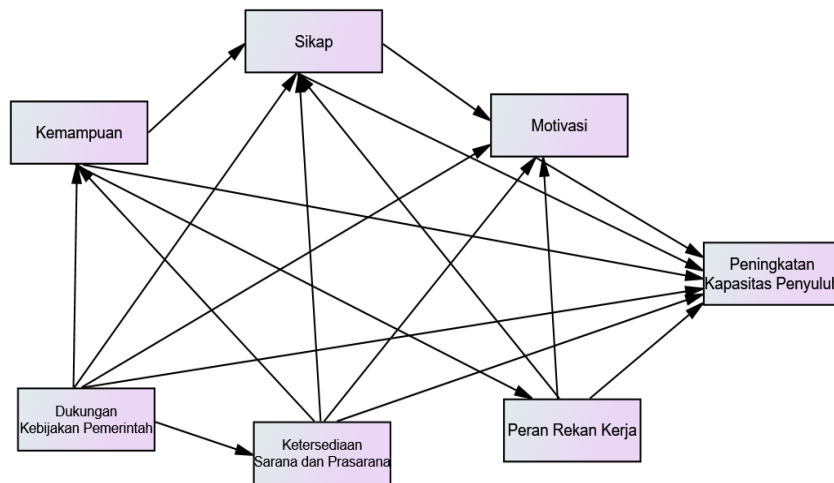 Sikap
Motivasi
Kemampuan
Peningkatan
Kapasitas Penyuluh
Dukungan
Kebijakan Pemerintah
Ketersediaan
Sarana dan Prasarana
Peran Rekan Kerja